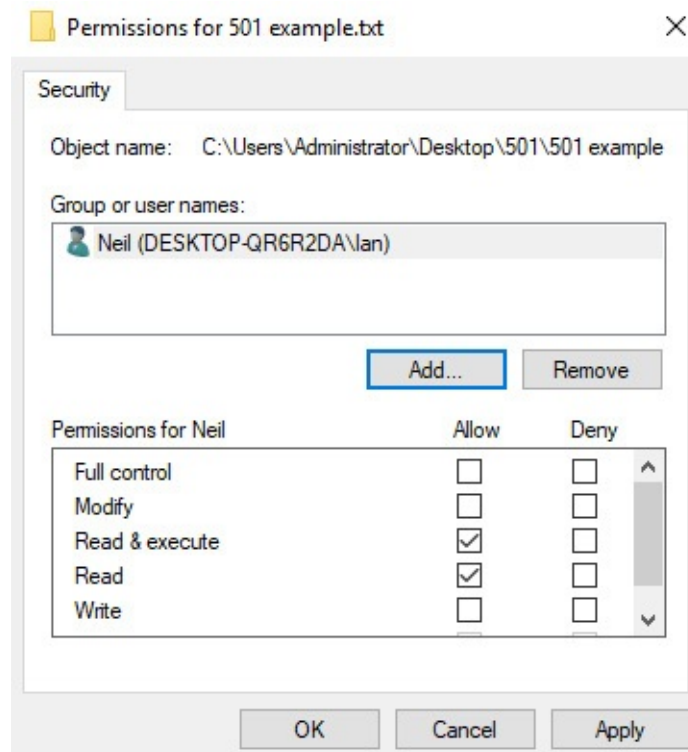 Permissions for 501 example.txt
Security
Object name: C:\Users\Administrator\Desktop\501\501 example
Group or user names:
Neil (DESKTOP-QR6R2DA\Ian)
Add... Remove
Permissions for Neil Allow Deny
Full control
Modify
Read & execute
Read
Write
OK Cancel Apply